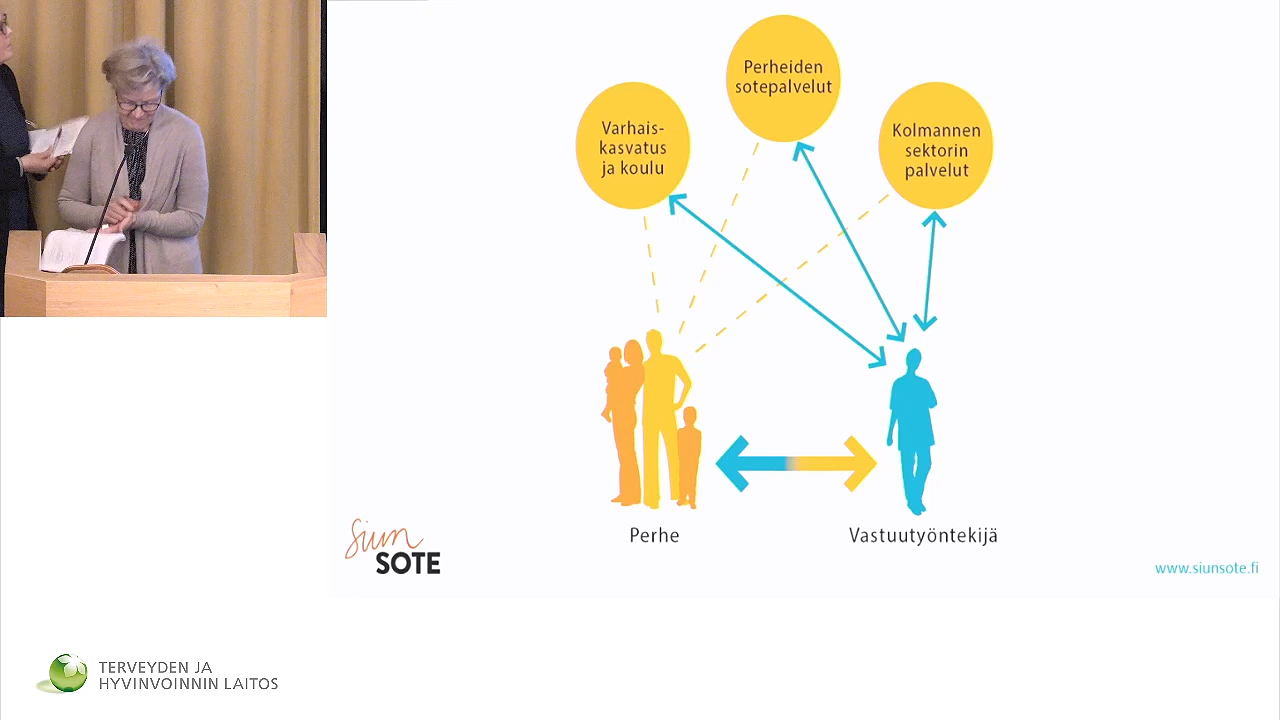 Perheiden
sotepalvelut
Varhais-
kasvatus
ja koulu
Kolmannen
sektorin
palvelut
Perhe
Vastuutyöntekijä
Siun
SOTE
www.siunsote.fi
TERVEYDEN JA
HYVINVOINNIN LAITOS